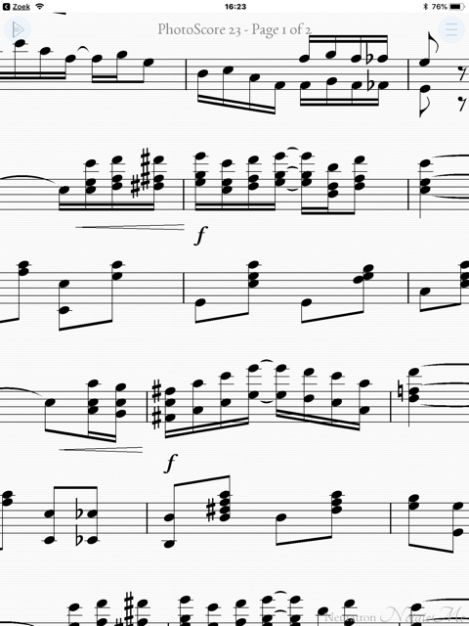 Zoek 16:23 76%
PhotoScore 23 - Page 1 of 2
f
f